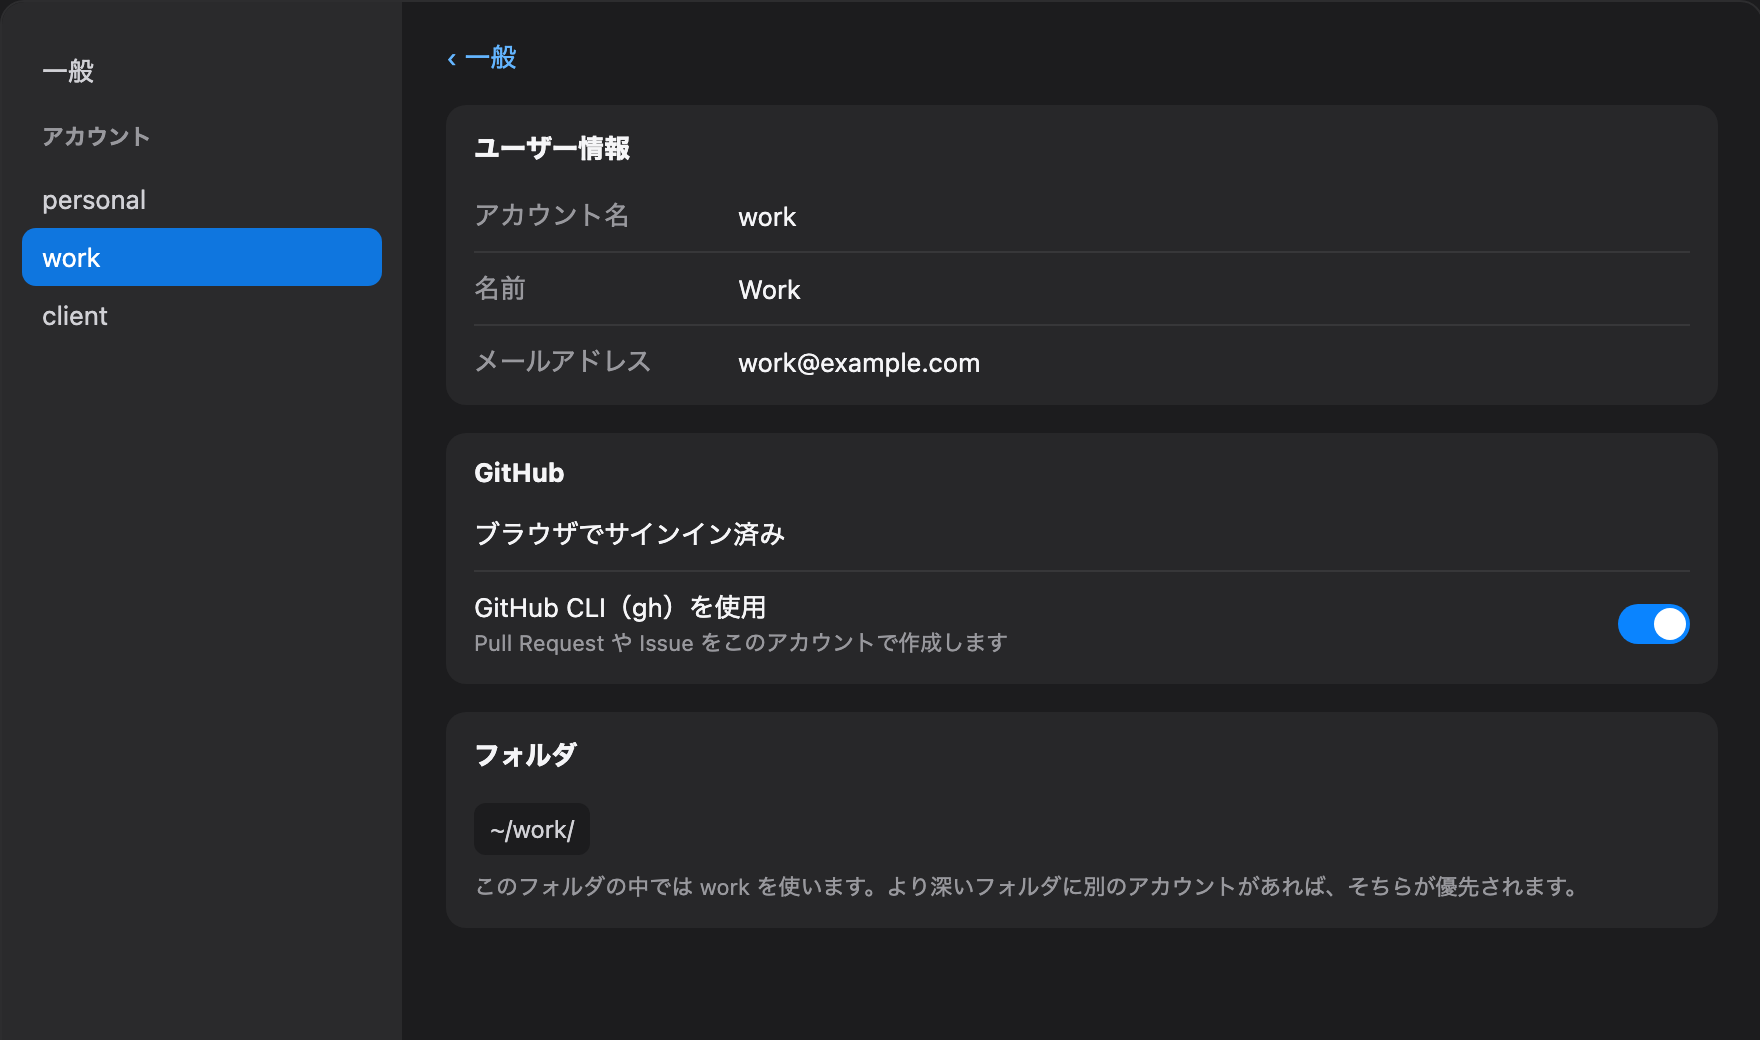 一般
アカウント
personal
work
client
‹ 一般
ユーザー情報
アカウント名 work
名前 Work
メールアドレス work@example.com
GitHub
ブラウザでサインイン済み
GitHub CLI（gh）を使用
Pull Request や Issue をこのアカウントで作成します
フォルダ
~/work/
このフォルダの中では work を使います。より深いフォルダに別のアカウントがあれば、そちらが優先されます。